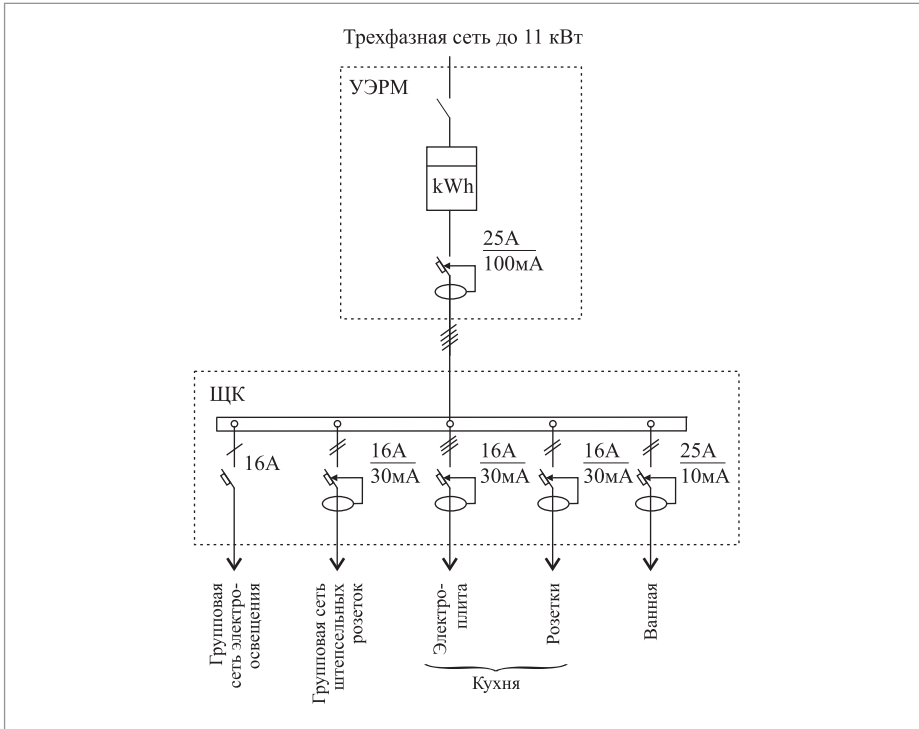 Трехфазная сеть до 11 кВт
УЭРМ
kWh
25А
100мА
ЩК
16А
16А
30мА
16А
30мА
16А
30мА
25А
10мА
Групповая
сеть электро-
освещения
Групповая сеть
штепсельных
розеток
Электро-
плита
Розетки
Ванная
Кухня